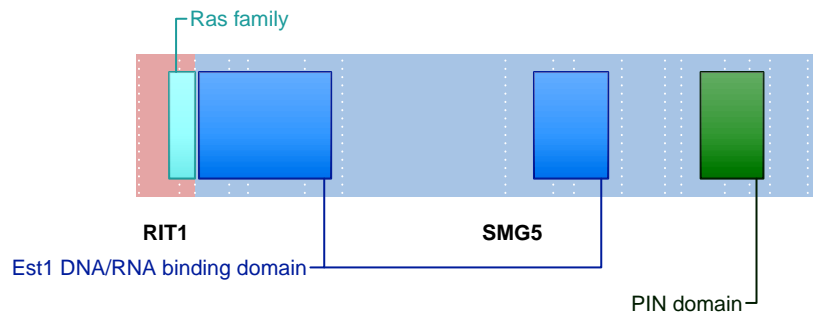 Ras family
RIT1
SMG5
Est1 DNA/RNA binding domain
PIN domain